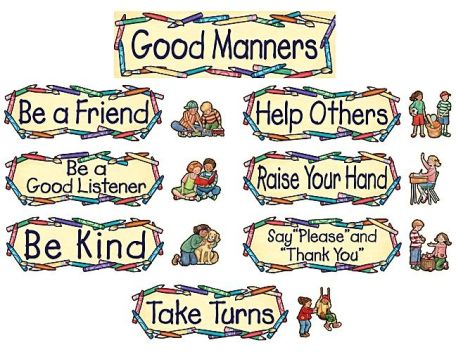 Good Manners
Be a Friend
Help Others
Be a
Good Listener
Raise Your Hand
Be Kind
Say "Please" and
"Thank You"
Take Turns